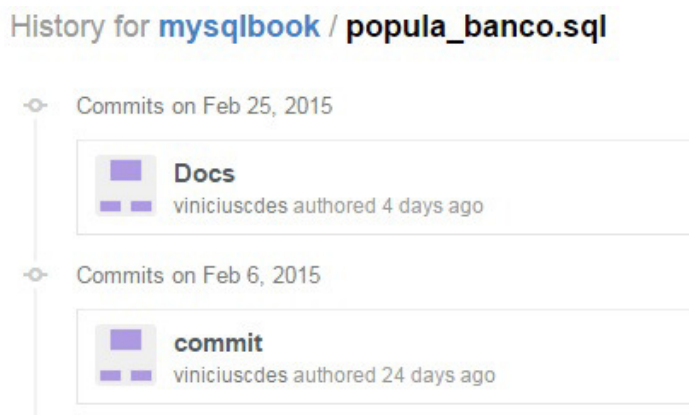 History for mysqlbook / popula_banco.sql
Commits on Feb 25, 2015
Docs
viniciuscdes authored 4 days ago
Commits on Feb 6, 2015
commit
viniciuscdes authored 24 days ago